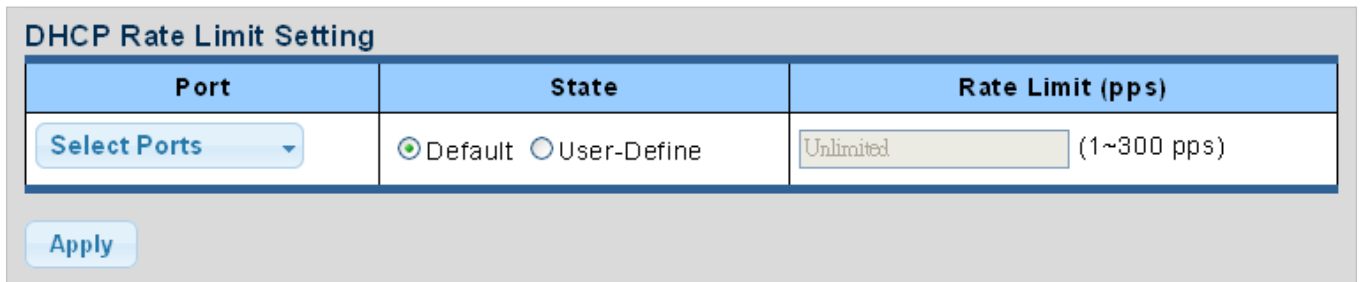 DHCP Rate Limit Setting
Port State Rate Limit (pps)
Select Ports Default User-Define Unlimited (1~300 pps)
Apply